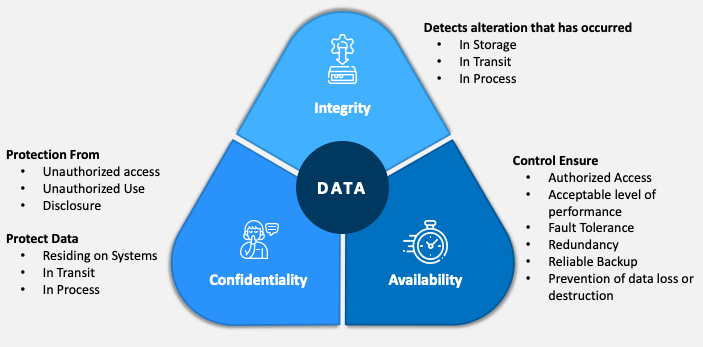 Detects alteration that has occurred
• In Storage
• In Transit
• In Process
Integrity
Protection From
• Unauthorized access
• Unauthorized Use
• Disclosure
Protect Data
• Residing on Systems
• In Transit
• In Process
DATA
Confidentiality
Availability
Control Ensure
• Authorized Access
• Acceptable level of
performance
• Fault Tolerance
• Redundancy
• Reliable Backup
• Prevention of data loss or
destruction